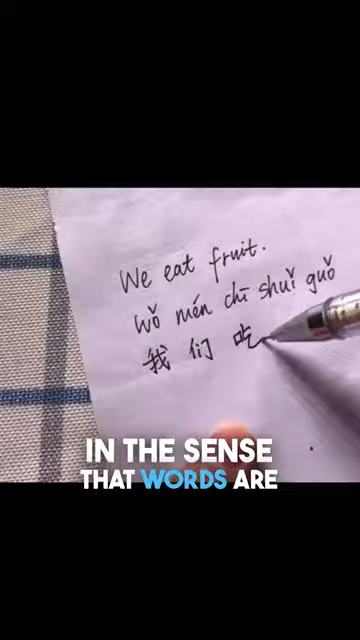 We eat fruit.
wǒ mén chī shuǐ guǒ
我 们 吃
IN THE SENSE
THAT WORDS ARE